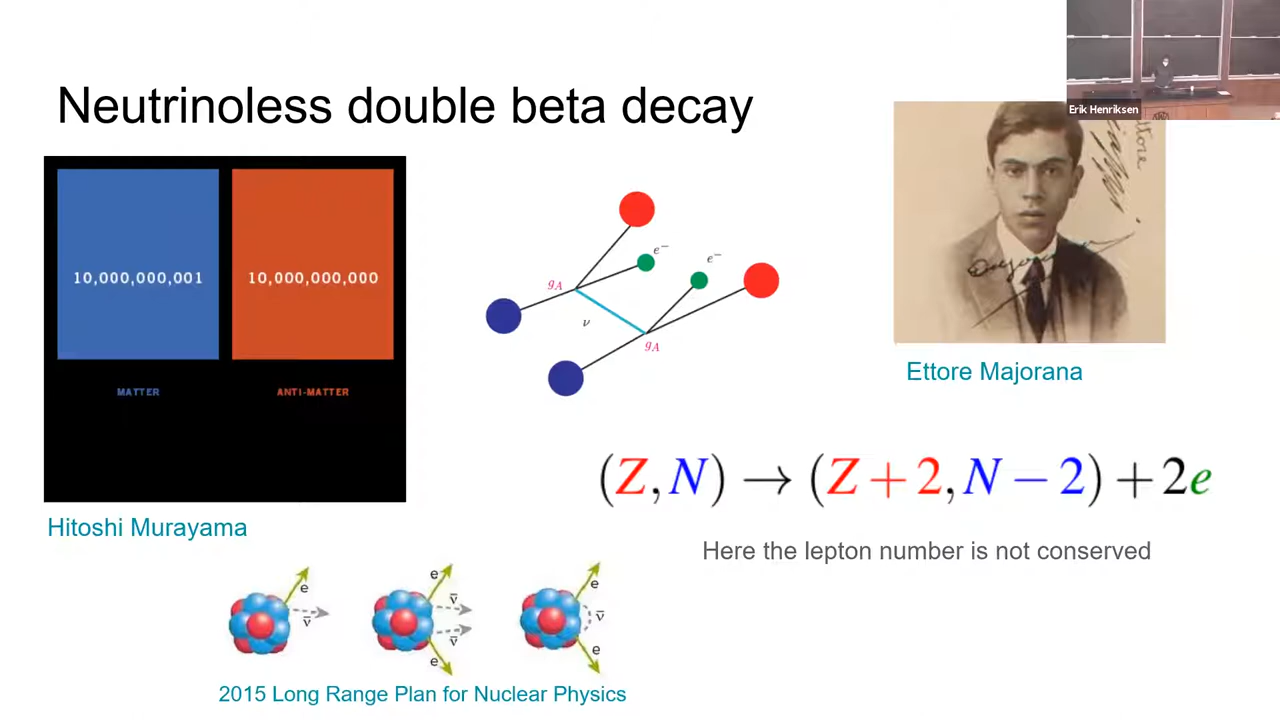 Erik Henriksen
Neutrinoless double beta decay
10,000,000,001
10,000,000,000
MATTER
ANTI-MATTER
Hitoshi Murayama
e⁻
e⁻
g_A
ν
g_A
Ettore Majorana
(Z,N) → (Z+2,N−2)+2e
Here the lepton number is not conserved
e
ν̄
e
ν̄
ν̄
e
e
ν̄
e
2015 Long Range Plan for Nuclear Physics